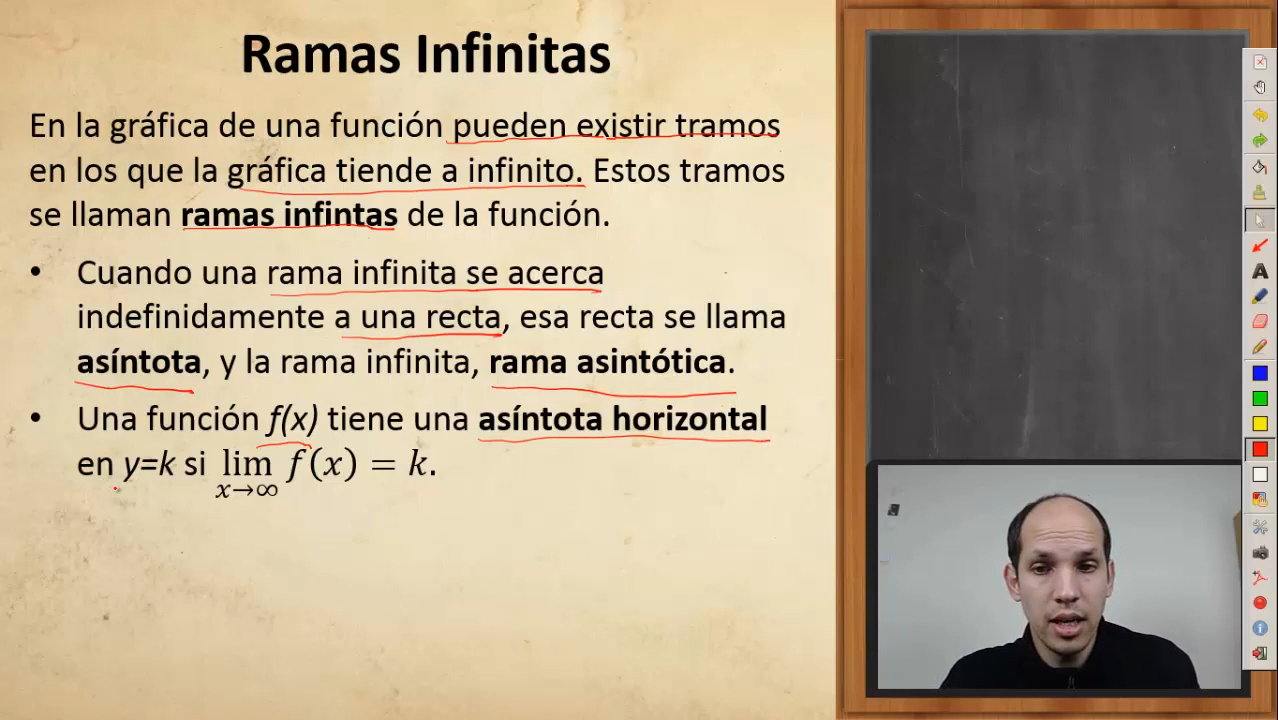 Ramas Infinitas
En la gráfica de una función pueden existir tramos
en los que la gráfica tiende a infinito. Estos tramos
se llaman ramas infintas de la función.
• Cuando una rama infinita se acerca
indefinidamente a una recta, esa recta se llama
asíntota, y la rama infinita, rama asintótica.
• Una función f(x) tiene una asíntota horizontal
en y=k si lim f(x) = k.
x→∞